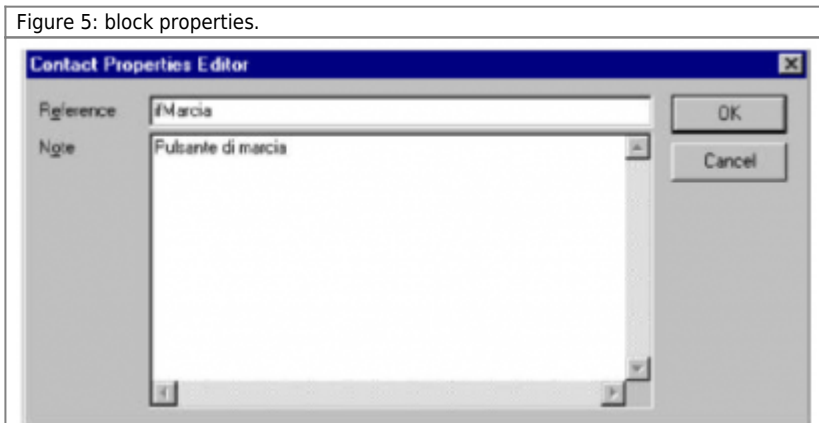 Figure 5: block properties.
Contact Properties Editor
Reference
ifMarcia
OK
Note
Pulsante di marcia
Cancel